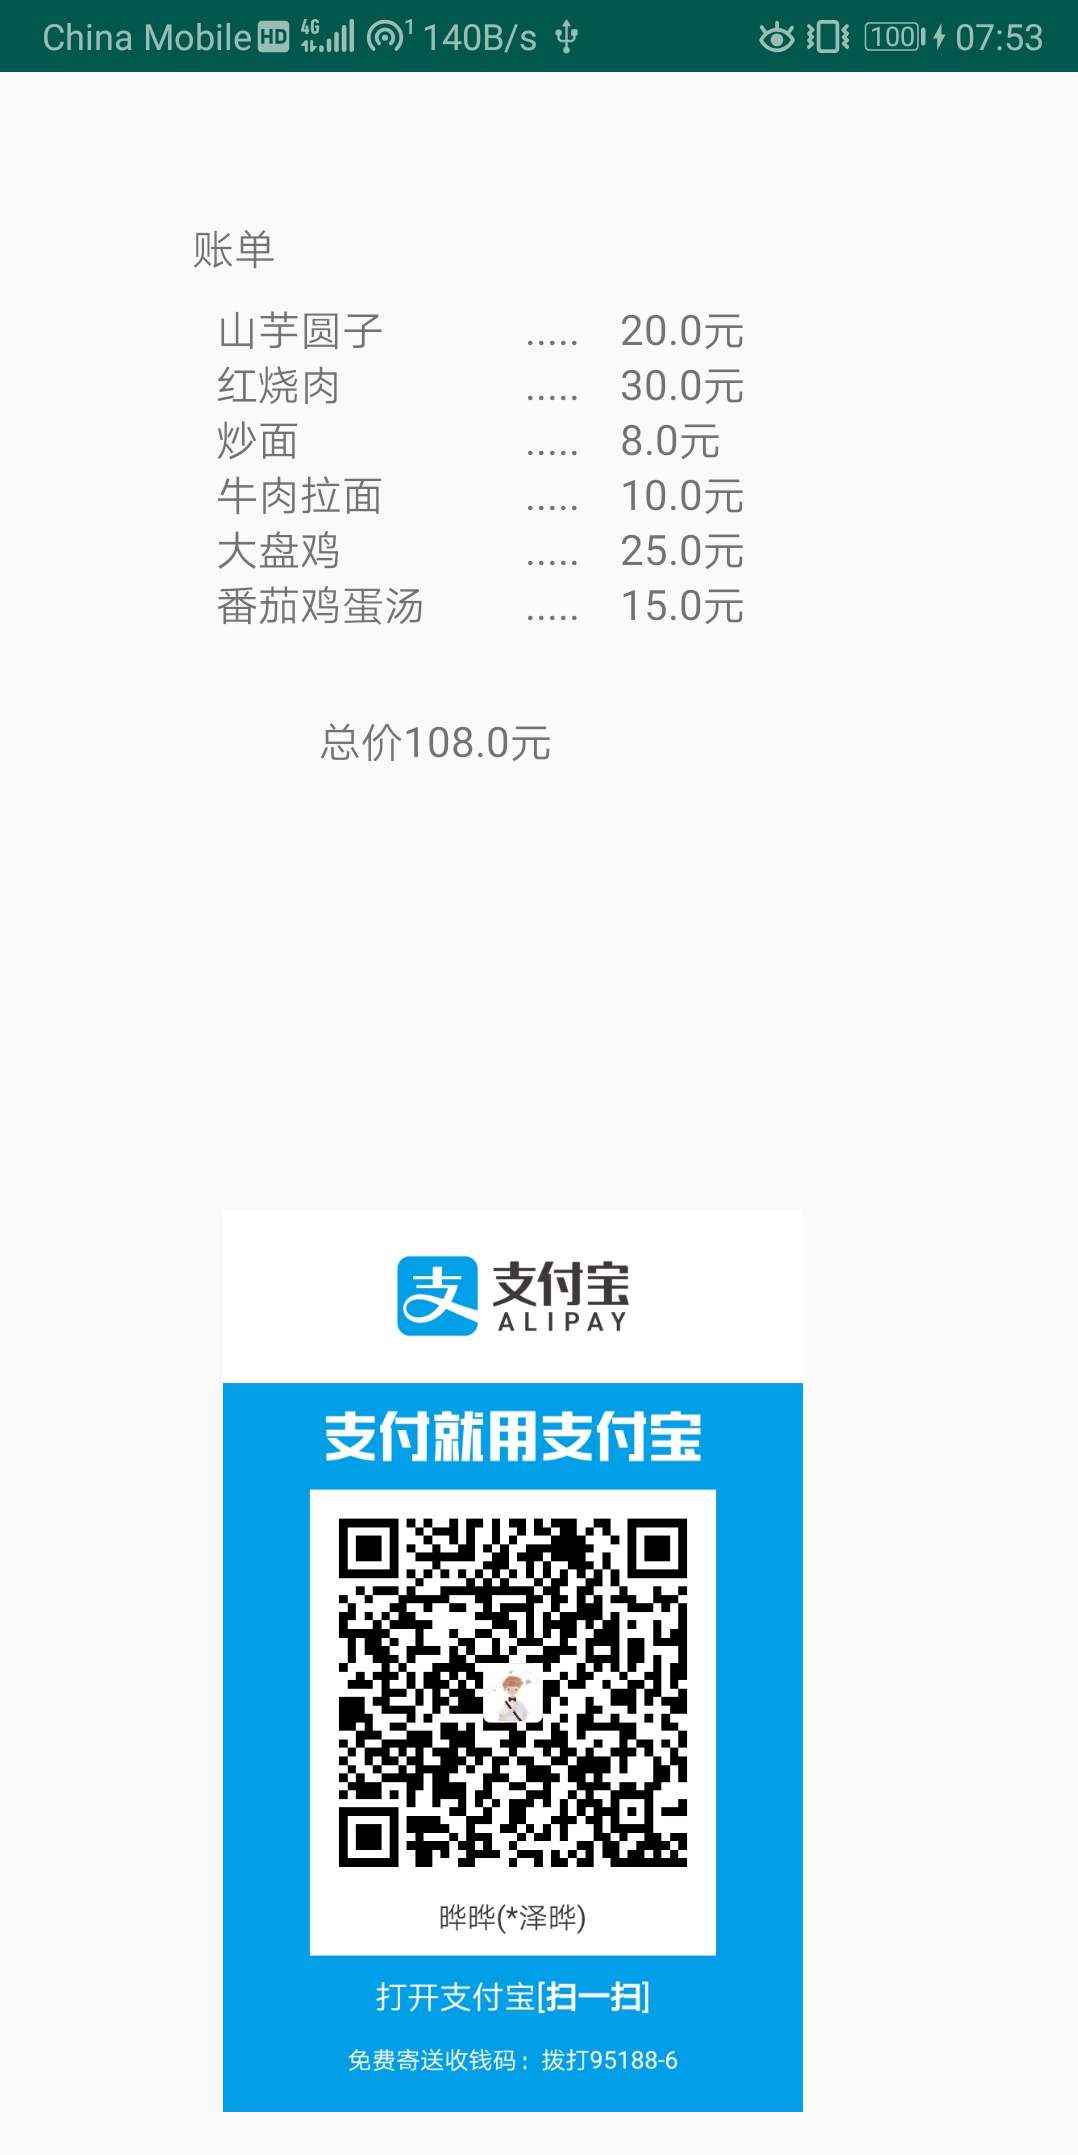 China Mobile HD 4G 1 140B/s 100 07:53
账单
山芋圆子 ..... 20.0元
红烧肉 ..... 30.0元
炒面 ..... 8.0元
牛肉拉面 ..... 10.0元
大盘鸡 ..... 25.0元
番茄鸡蛋汤 ..... 15.0元
总价108.0元
支 支付宝
ALIPAY
支付就用支付宝
晔晔(*泽晔)
打开支付宝[扫一扫]
免费寄送收钱码：拨打95188-6